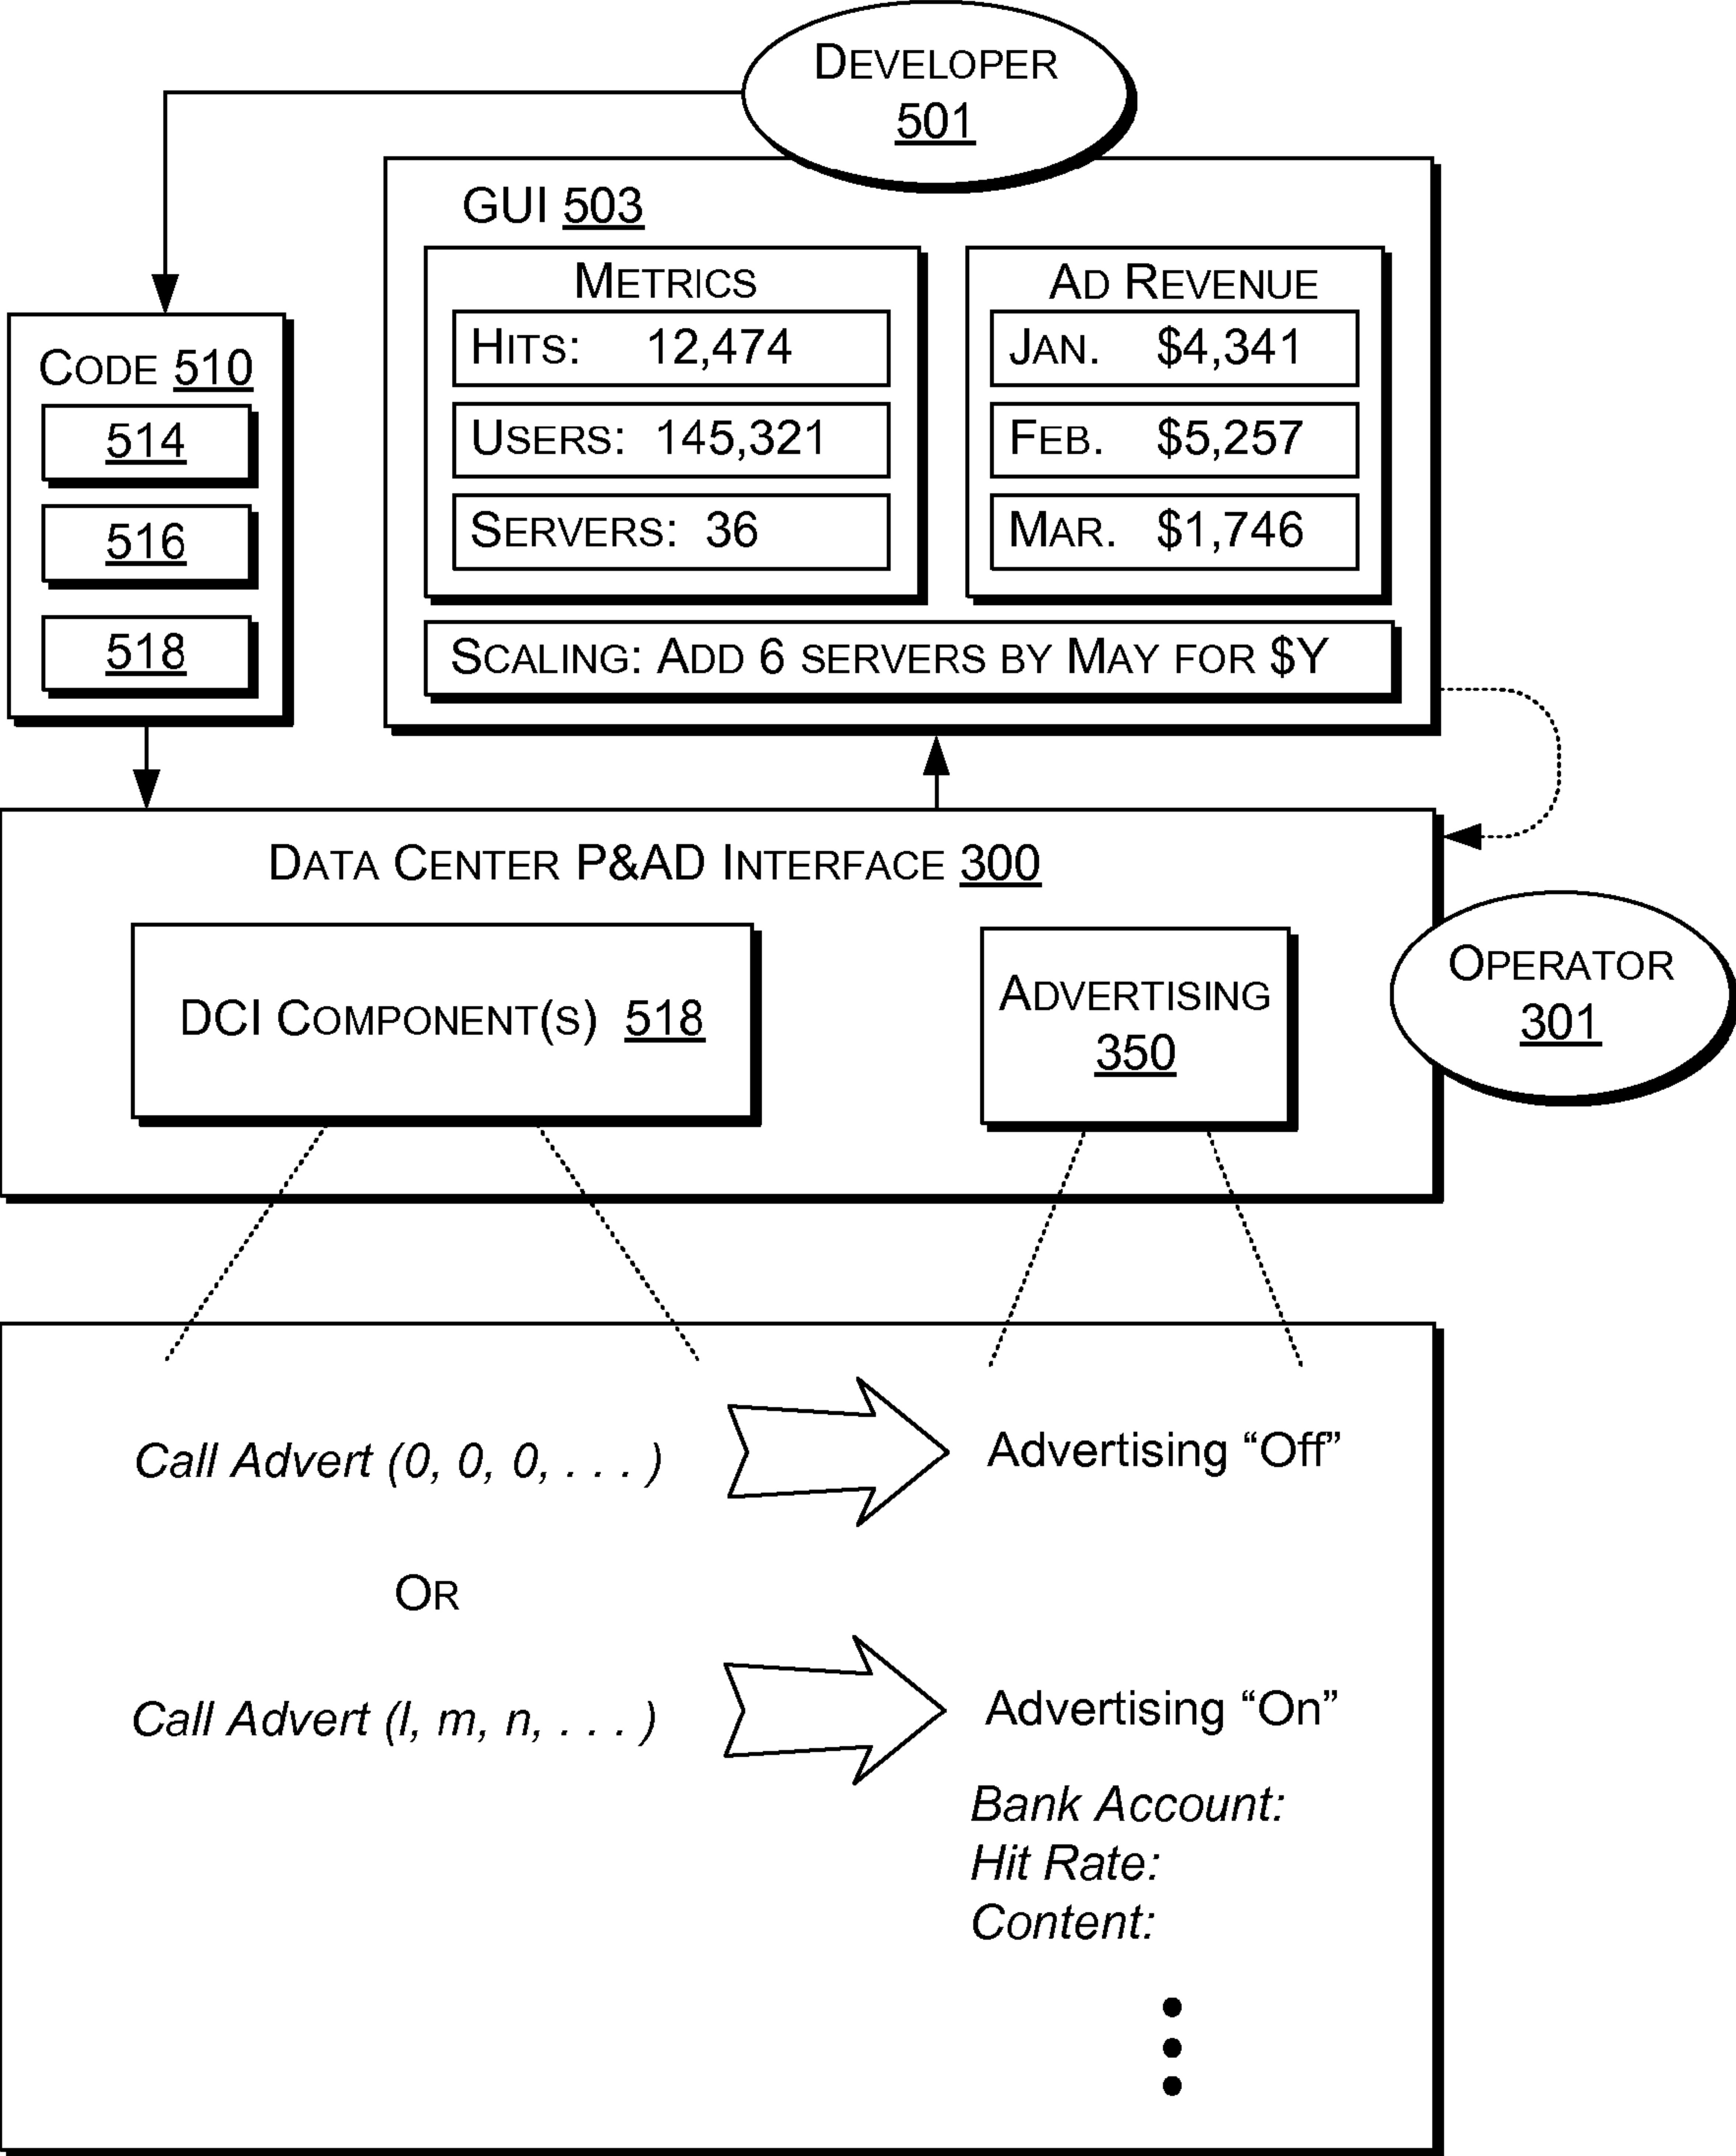 DEVELOPER
501
GUI 503
METRICS
HITS: 12,474
USERS: 145,321
SERVERS: 36
AD REVENUE
JAN. $4,341
FEB. $5,257
MAR. $1,746
SCALING: ADD 6 SERVERS BY MAY FOR $Y
CODE 510
514
516
518
DATA CENTER P&AD INTERFACE 300
DCI COMPONENT(S) 518
ADVERTISING
350
OPERATOR
301
Call Advert (0, 0, 0, . . . )
Advertising “Off”
OR
Call Advert (l, m, n, . . . )
Advertising “On”
Bank Account:
Hit Rate:
Content: